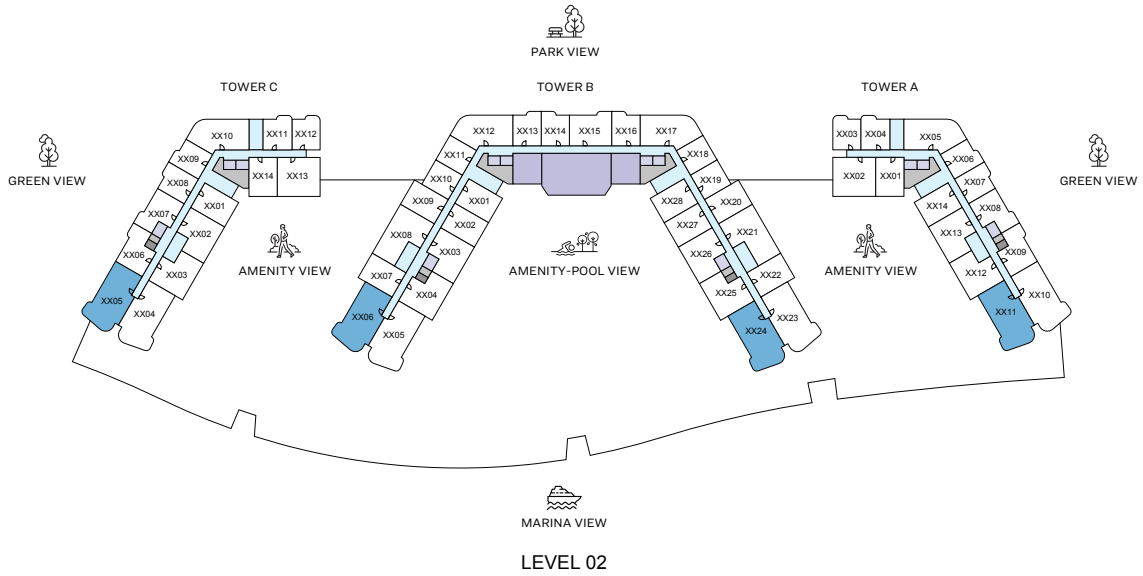 PARK VIEW
TOWER C
TOWER B
TOWER A
GREEN VIEW
GREEN VIEW
XX10
XX11
XX12
XX09
XX08
XX14
XX13
XX07
XX01
XX06
XX02
XX03
XX05
XX04
AMENITY VIEW
XX12
XX13
XX14
XX15
XX16
XX17
XX11
XX18
XX10
XX19
XX09
XX01
XX28
XX20
XX08
XX02
XX27
XX21
XX07
XX03
XX26
XX22
XX06
XX04
XX25
XX23
XX05
XX24
AMENITY-POOL VIEW
AMENITY VIEW
XX03
XX04
XX05
XX02
XX01
XX06
XX07
XX14
XX08
XX13
XX09
XX12
XX10
XX11
MARINA VIEW
LEVEL 02